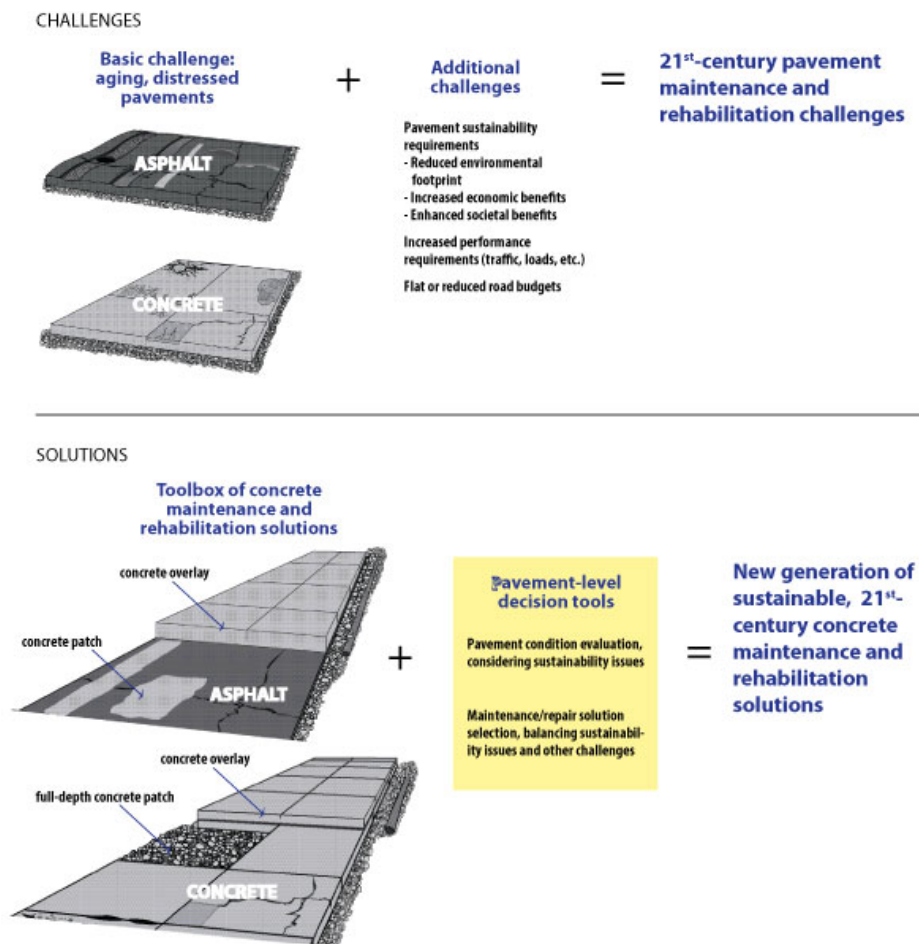 CHALLENGES
Basic challenge:
aging, distressed
pavements
+
Additional
challenges
=
21st-century pavement
maintenance and
rehabilitation challenges
ASPHALT
CONCRETE
Pavement sustainability
requirements
- Reduced environmental
footprint
- Increased economic benefits
- Enhanced societal benefits
Increased performance
requirements (traffic, loads, etc.)
Flat or reduced road budgets
SOLUTIONS
Toolbox of concrete
maintenance and
rehabilitation solutions
concrete overlay
concrete patch
ASPHALT
concrete overlay
full-depth concrete patch
CONCRETE
+
Pavement-level
decision tools
Pavement condition evaluation,
considering sustainability issues
Maintenance/repair solution
selection, balancing sustainabil-
ity issues and other challenges
=
New generation of
sustainable, 21st-
century concrete
maintenance and
rehabilitation
solutions